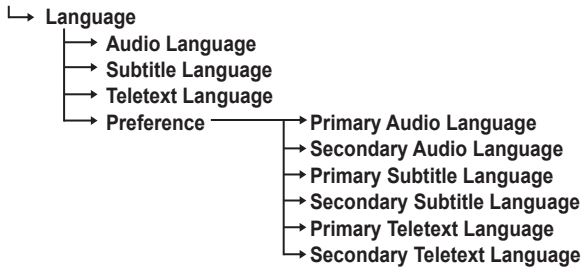 Language
Audio Language
Subtitle Language
Teletext Language
Preference
Primary Audio Language
Secondary Audio Language
Primary Subtitle Language
Secondary Subtitle Language
Primary Teletext Language
Secondary Teletext Language